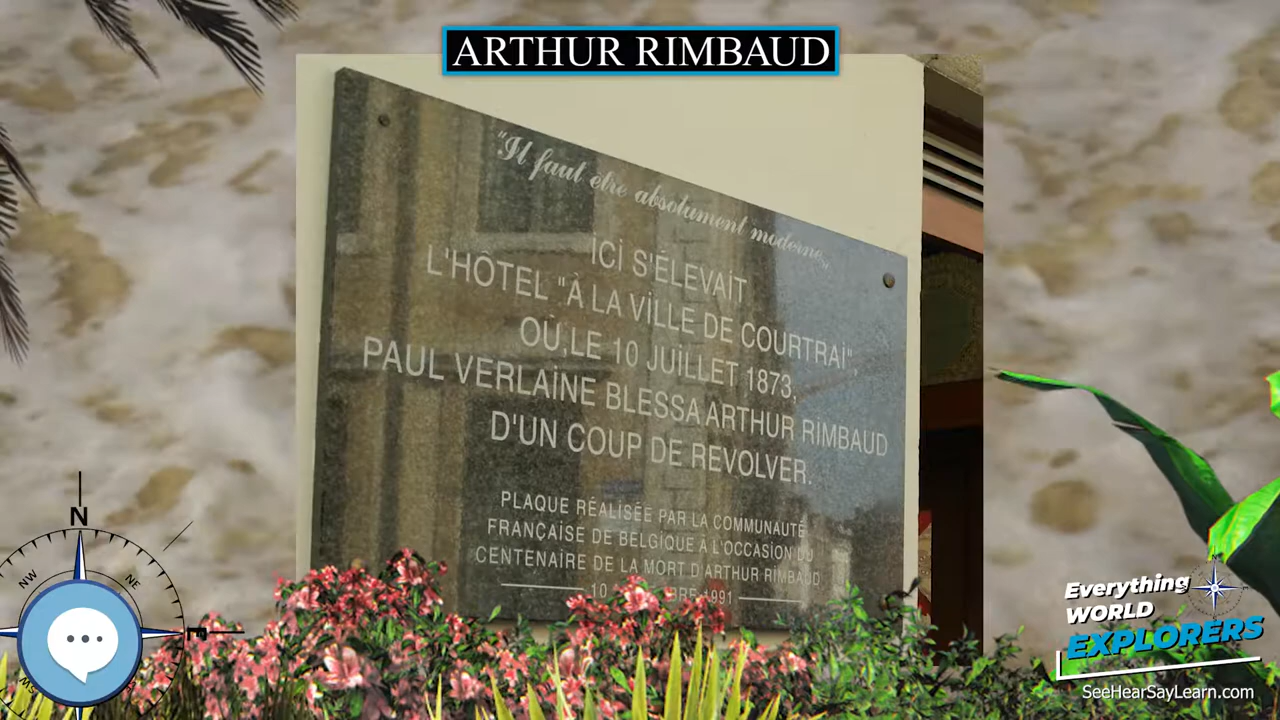 ARTHUR RIMBAUD
"Il faut être absolument moderne„
ICI S'ÉLEVAIT
L'HÔTEL "À LA VILLE DE COURTRAI",
OÙ,LE 10 JUILLET 1873,
PAUL VERLAINE BLESSA ARTHUR RIMBAUD
D'UN COUP DE REVOLVER.
PLAQUE RÉALISÉE PAR LA COMMUNAUTÉ
FRANÇAISE DE BELGIQUE À L'OCCASION DU
CENTENAIRE DE LA MORT D'ARTHUR RIMBAUD
10 1991
N
NW
NE
E
SW
Everything
WORLD
EXPLORERS
SeeHearSayLearn.com